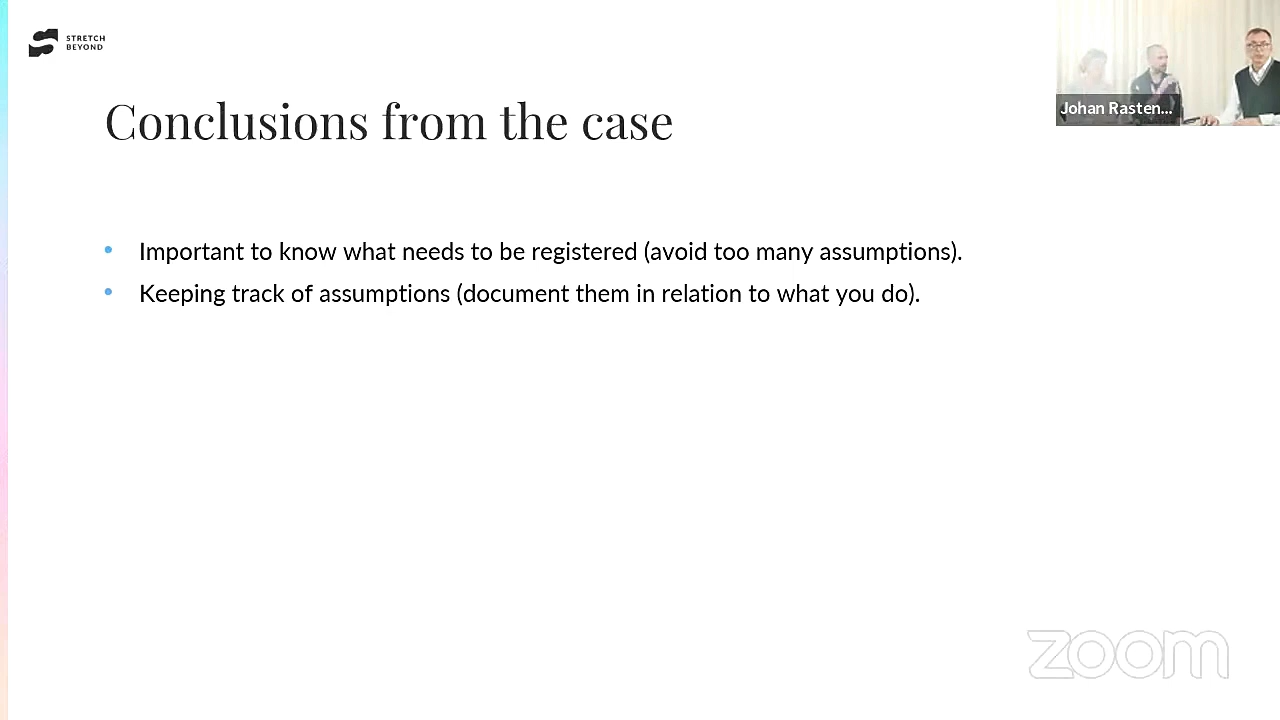 STRETCH
BEYOND
Johan Rasten...
Conclusions from the case
• Important to know what needs to be registered (avoid too many assumptions).
• Keeping track of assumptions (document them in relation to what you do).
zoom